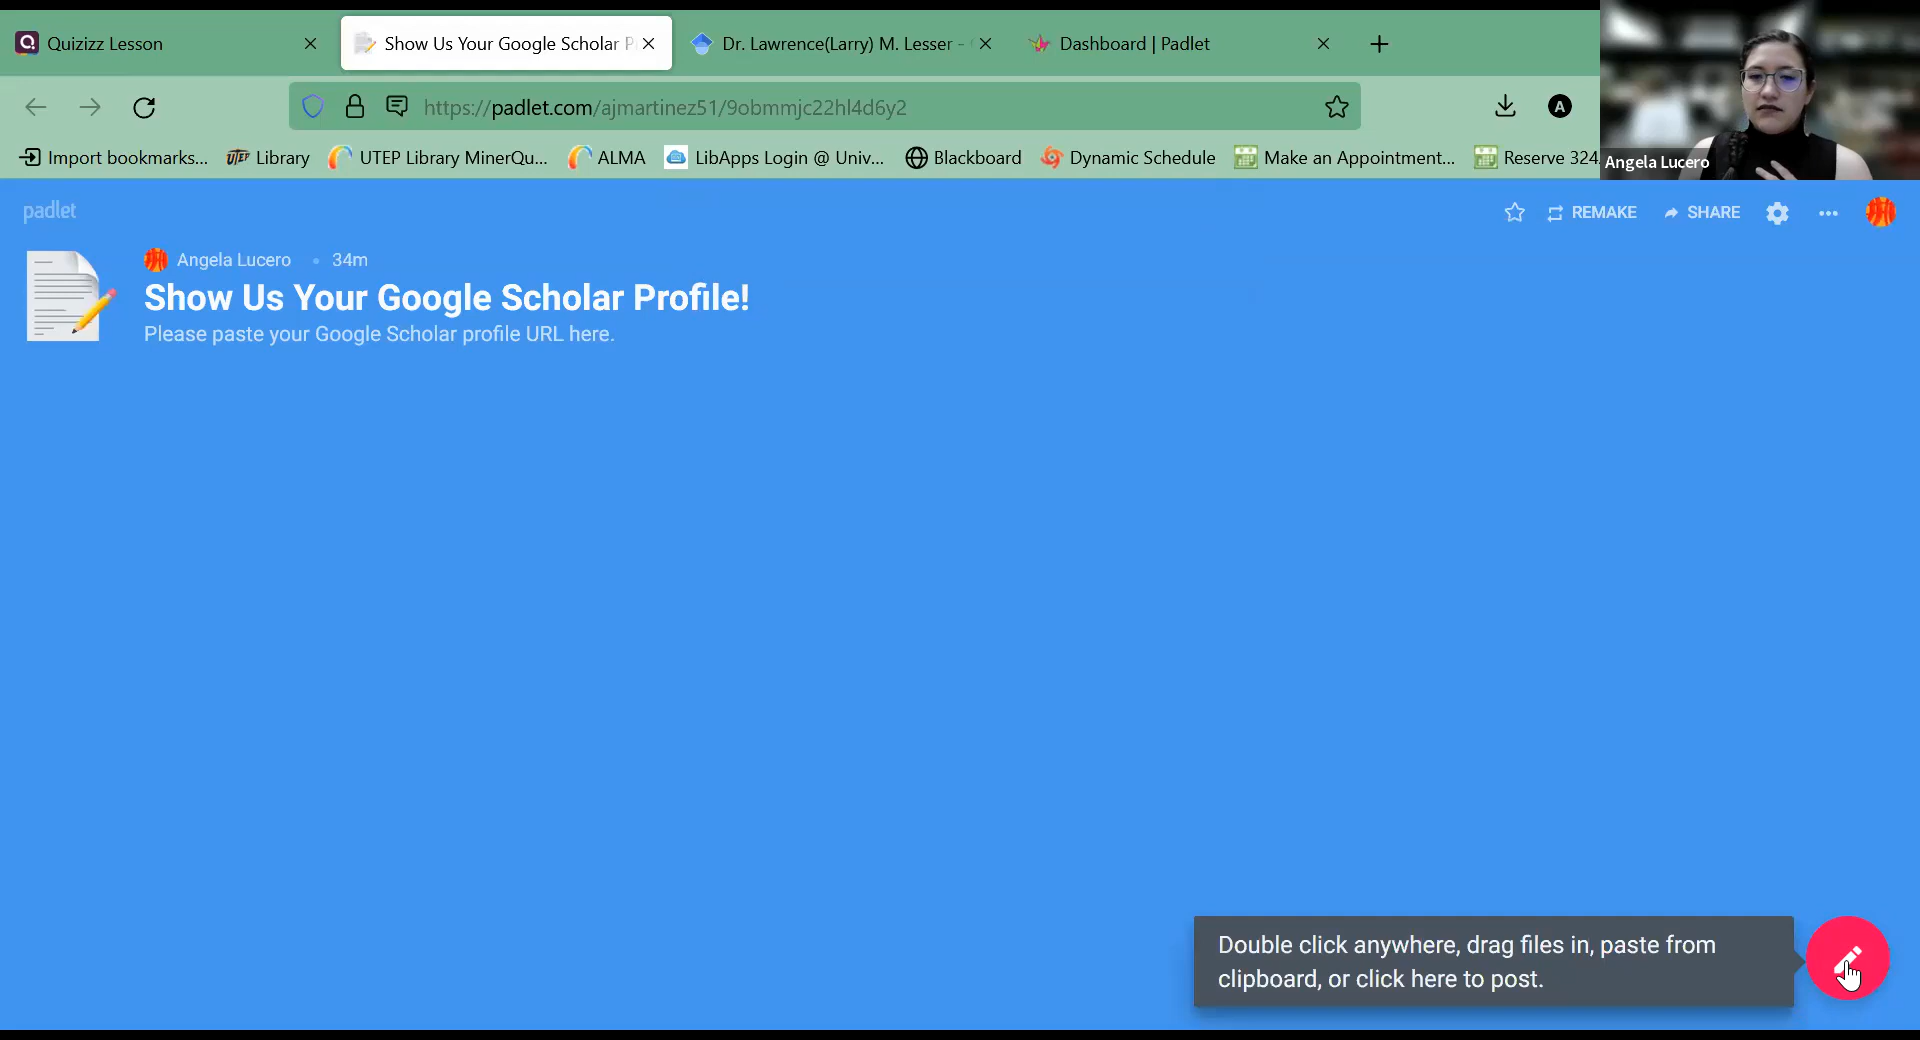 Quizizz Lesson
Show Us Your Google Scholar P
Dr. Lawrence(Larry) M. Lesser -
Dashboard | Padlet
https://padlet.com/ajmartinez51/9obmmjc22hl4d6y2
A
Import bookmarks...
UTEP Library
UTEP Library MinerQu...
ALMA
LibApps Login @ Univ...
Blackboard
Dynamic Schedule
Make an Appointment...
Reserve 324
Angela Lucero
padlet
REMAKE
SHARE
Angela Lucero • 34m
Show Us Your Google Scholar Profile!
Please paste your Google Scholar profile URL here.
Double click anywhere, drag files in, paste from
clipboard, or click here to post.